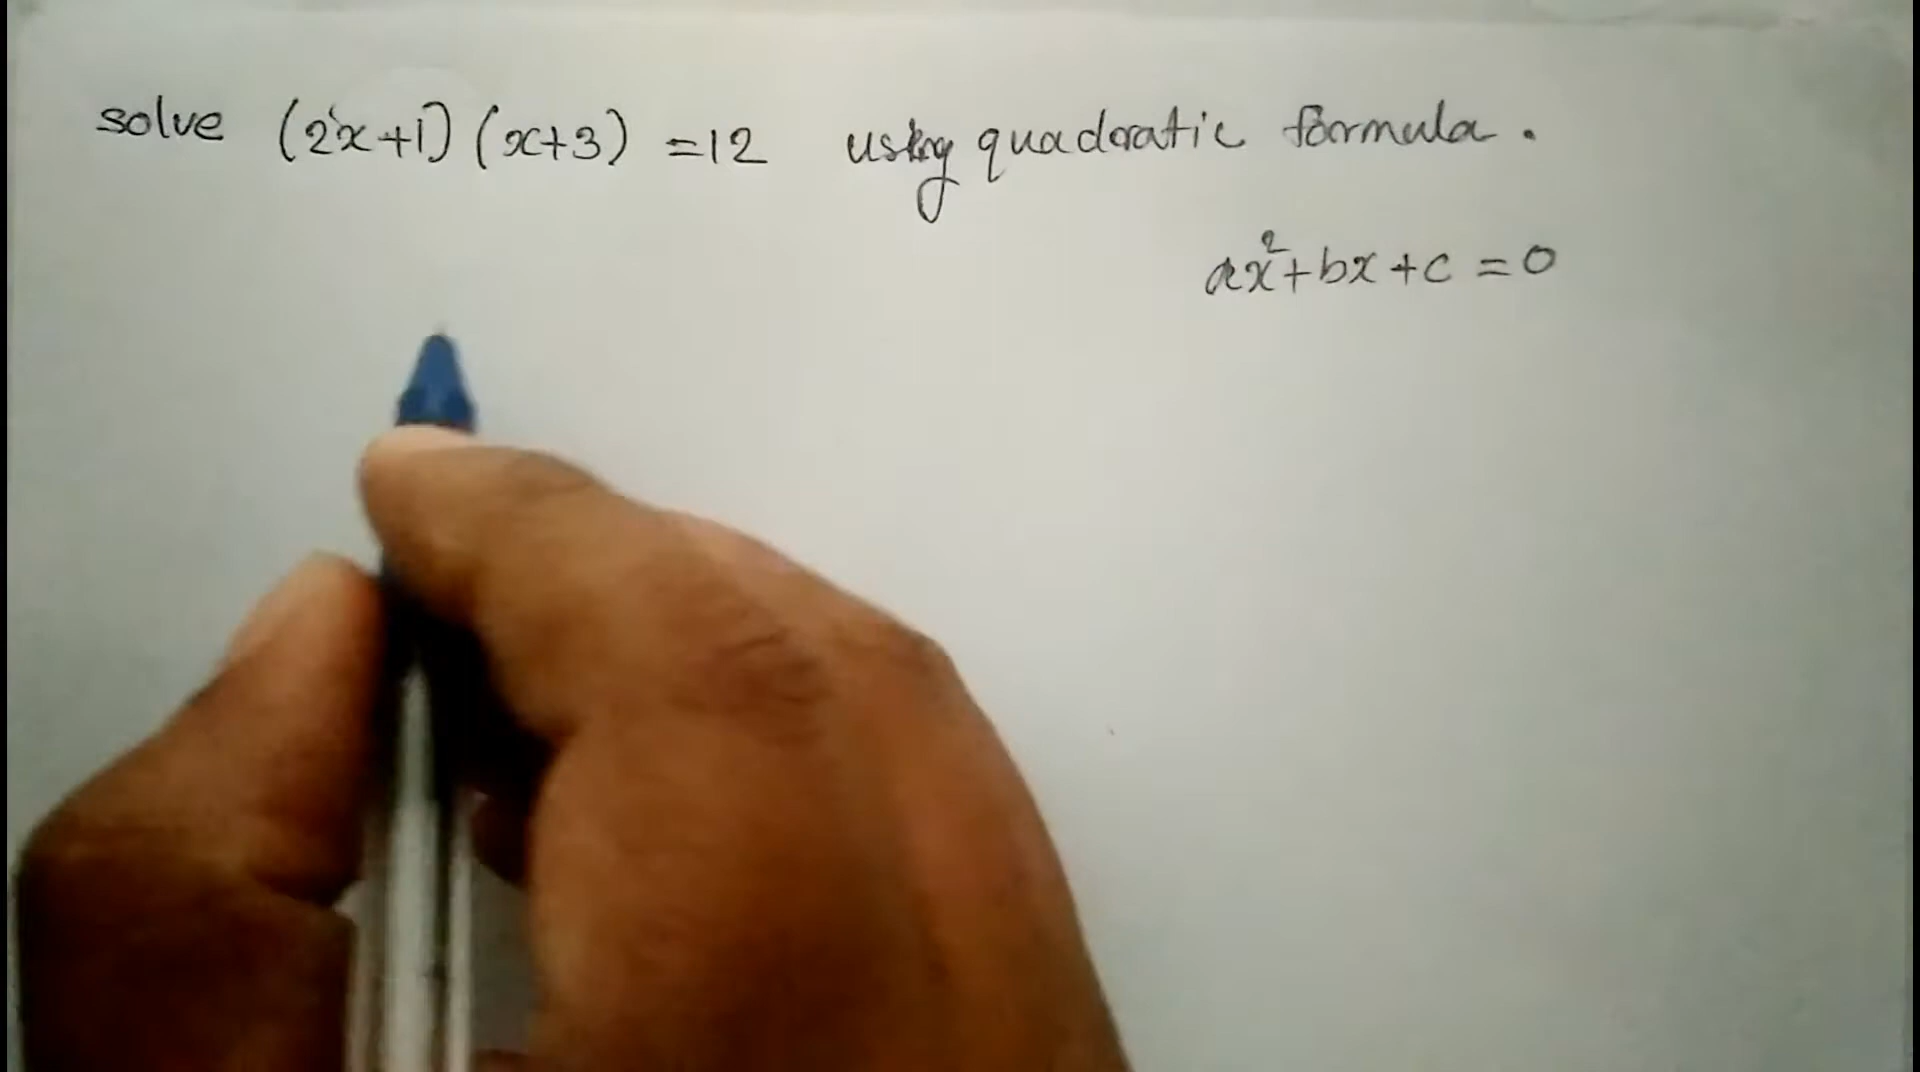 solve (2x+1) (x+3) =12 using quadratic formula .
ax²+bx+c=0